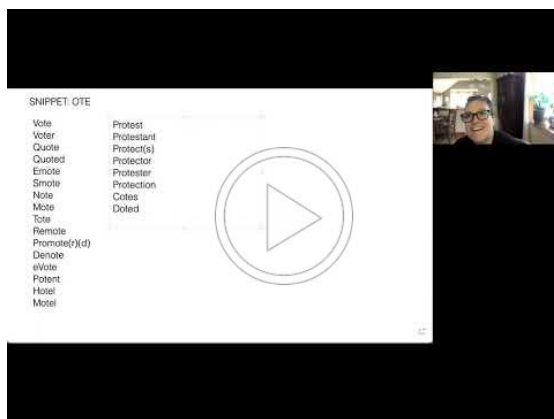 SNIPPET: OTE
Vote
Voter
Quote
Quoted
Emote
Smote
Note
Mote
Tote
Remote
Promote(r)(d)
Denote
eVote
Potent
Hotel
Motel
Protest
Protestant
Protect(s)
Protector
Protester
Protection
Cotes
Doted